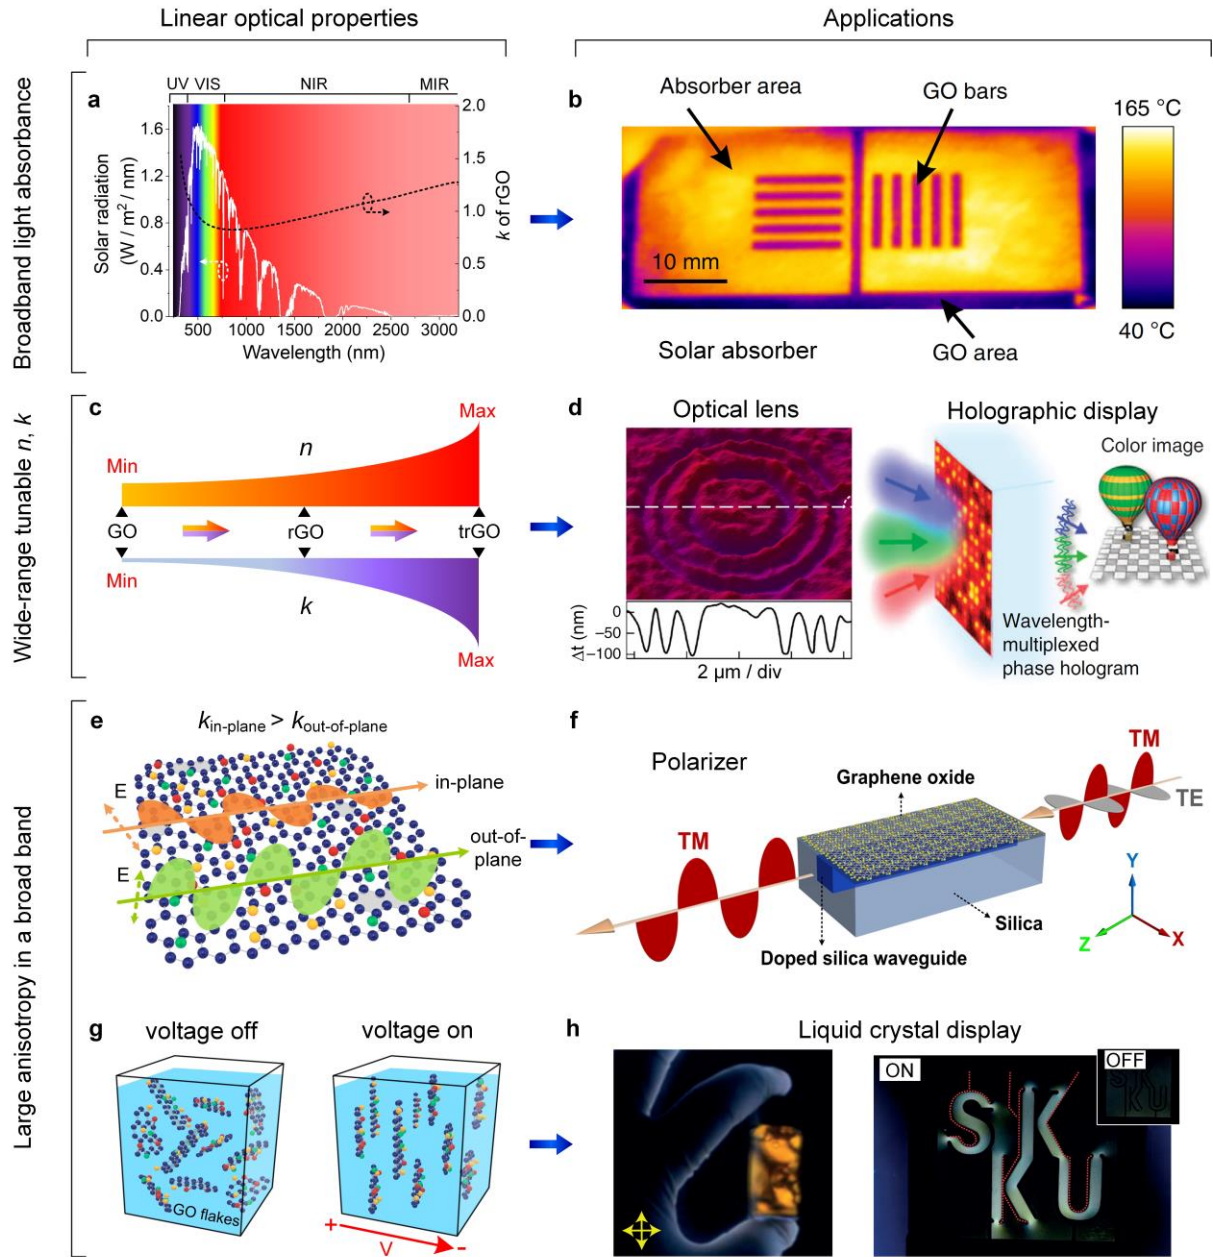 Linear optical properties
Applications
Broadband light absorbance
a
UV VIS NIR MIR
Solar radiation
(W / m² / nm)
1.6
1.2
0.8
0.4
0.0
2.0
1.5
1.0
0.5
0.0
k of rGO
500 1000 1500 2000 2500 3000
Wavelength (nm)
b
Absorber area
GO bars
165 °C
40 °C
10 mm
Solar absorber
GO area
Wide-range tunable n, k
c
Max
n
Min
GO rGO trGO
Min
k
Max
d
Optical lens
Δt (nm)
0
−50
−100
2 µm / div
Holographic display
Color image
Wavelength-
multiplexed
phase hologram
Large anisotropy in a broad band
e
k in-plane > k out-of-plane
E
in-plane
E
out-of-
plane
f
Polarizer
Graphene oxide
TM
TE
TM
Silica
Doped silica waveguide
Y
Z
X
g
voltage off
voltage on
GO flakes
+ V -
h
Liquid crystal display
ON
OFF
SKKU
SKKU